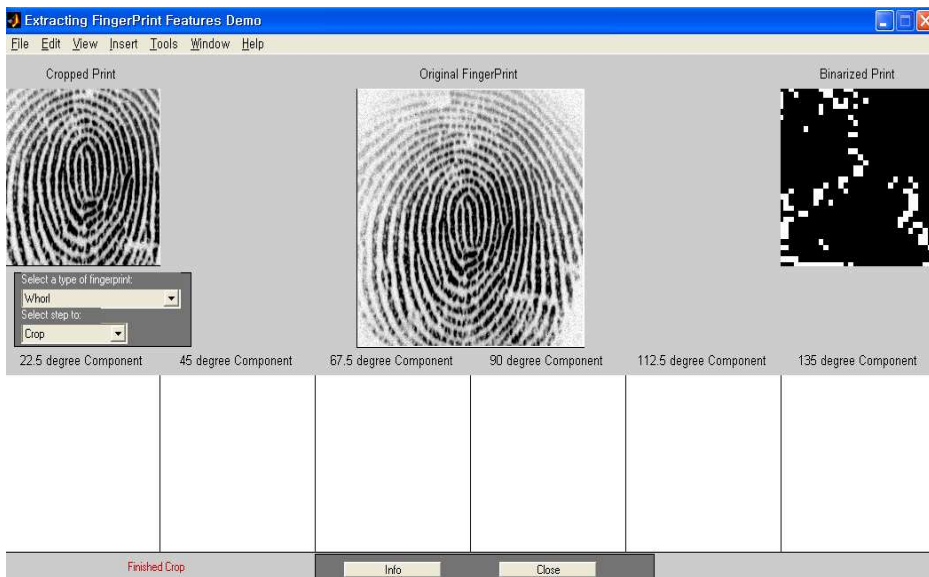 Extracting FingerPrint Features Demo
File Edit View Insert Tools Window Help
Cropped Print Original FingerPrint Binarized Print
Select a type of fingerprint:
Whorl
Select step to:
Crop
22.5 degree Component 45 degree Component 67.5 degree Component 90 degree Component 112.5 degree Component 135 degree Component
Finished Crop Info Close